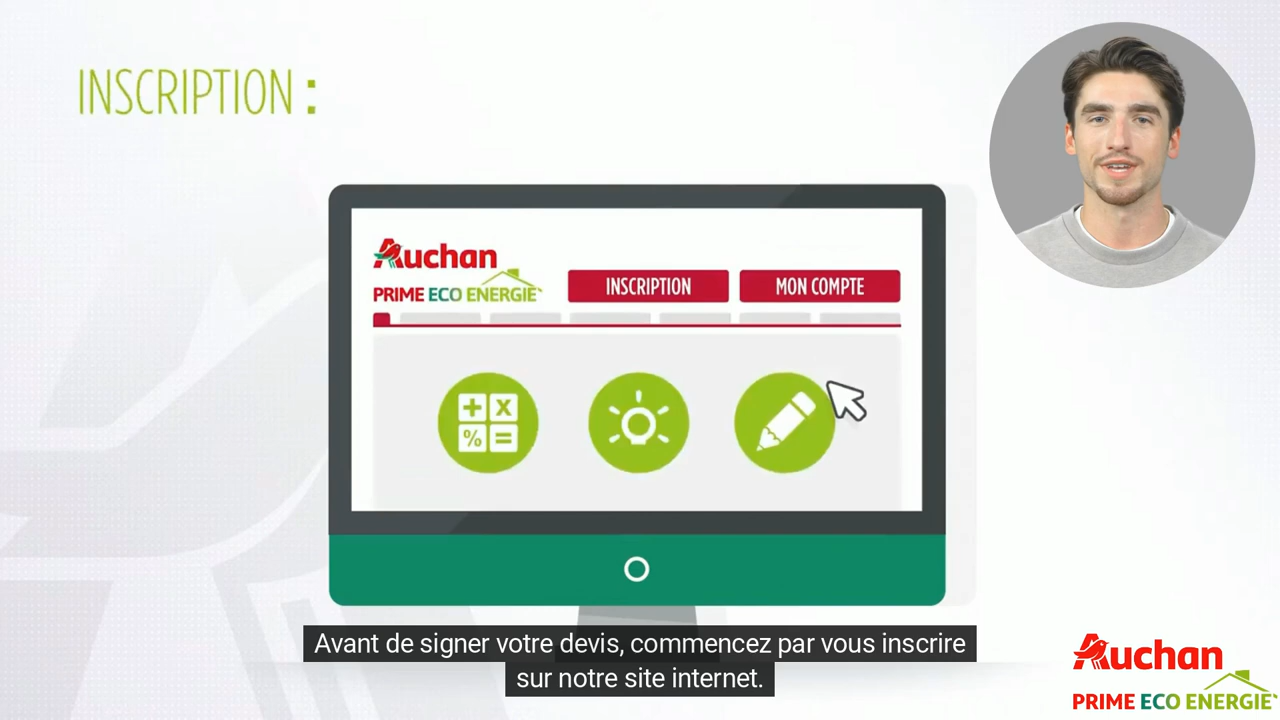 INSCRIPTION :
Auchan
PRIME ECO ENERGIE
INSCRIPTION
MON COMPTE
+ x
% =
Avant de signer votre devis, commencez par vous inscrire
sur notre site internet.
Auchan
PRIME ECO ENERGIE